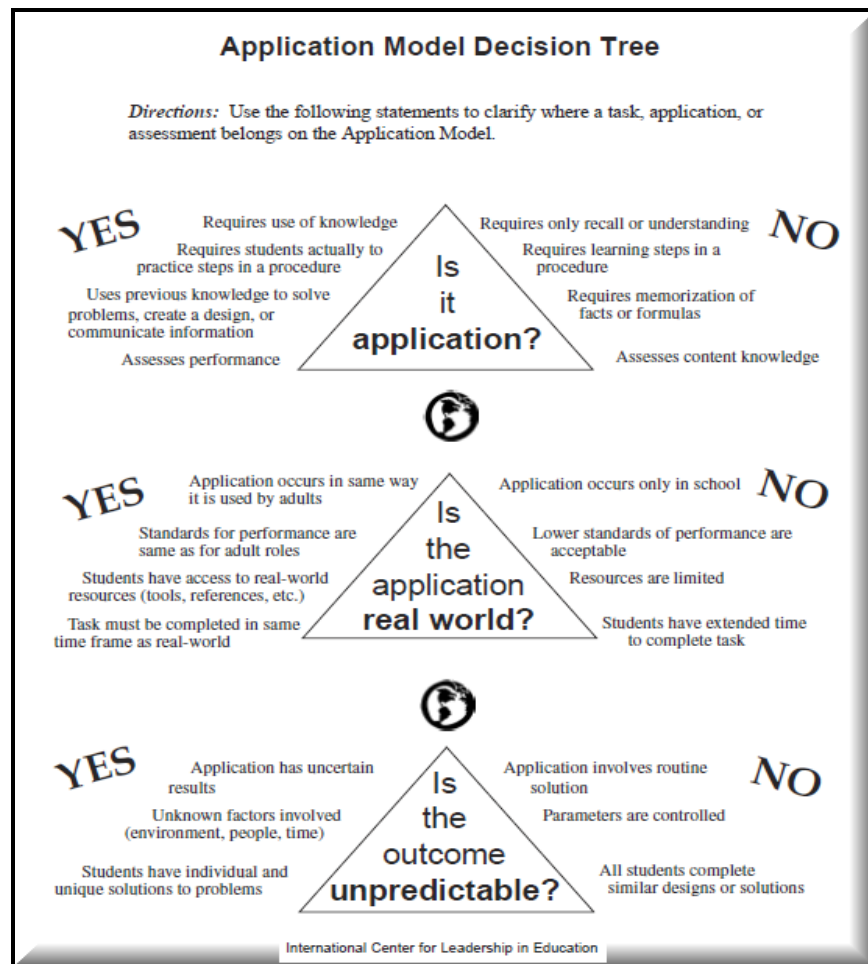 Application Model Decision Tree
Directions: Use the following statements to clarify where a task, application, or
assessment belongs on the Application Model.
YES
Requires use of knowledge
Requires students actually to
practice steps in a procedure
Uses previous knowledge to solve
problems, create a design, or
communicate information
Assesses performance
Is
it
application?
NO
Requires only recall or understanding
Requires learning steps in a
procedure
Requires memorization of
facts or formulas
Assesses content knowledge
YES
Application occurs in same way
it is used by adults
Standards for performance are
same as for adult roles
Students have access to real-world
resources (tools, references, etc.)
Task must be completed in same
time frame as real-world
Is
the
application
real world?
NO
Application occurs only in school
Lower standards of performance are
acceptable
Resources are limited
Students have extended time
to complete task
YES
Application has uncertain
results
Unknown factors involved
(environment, people, time)
Students have individual and
unique solutions to problems
Is
the
outcome
unpredictable?
NO
Application involves routine
solution
Parameters are controlled
All students complete
similar designs or solutions
International Center for Leadership in Education